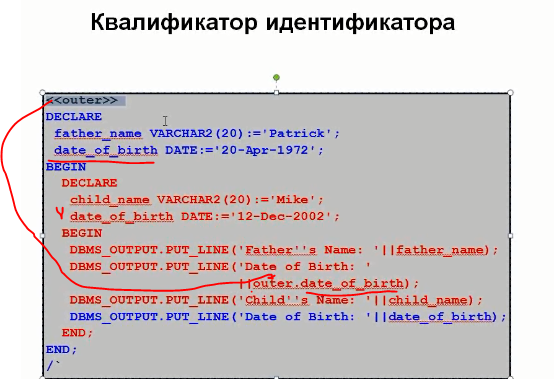 Квалификатор идентификатора
<<outer>>
DECLARE
father_name VARCHAR2(20):='Patrick';
date_of_birth DATE:='20-Apr-1972';
BEGIN
DECLARE
child_name VARCHAR2(20):='Mike';
date_of_birth DATE:='12-Dec-2002';
BEGIN
DBMS_OUTPUT.PUT_LINE('Father''s Name: '||father_name);
DBMS_OUTPUT.PUT_LINE('Date of Birth: '
||outer.date_of_birth);
DBMS_OUTPUT.PUT_LINE('Child''s Name: '||child_name);
DBMS_OUTPUT.PUT_LINE('Date of Birth: '||date_of_birth);
END;
END;
/`